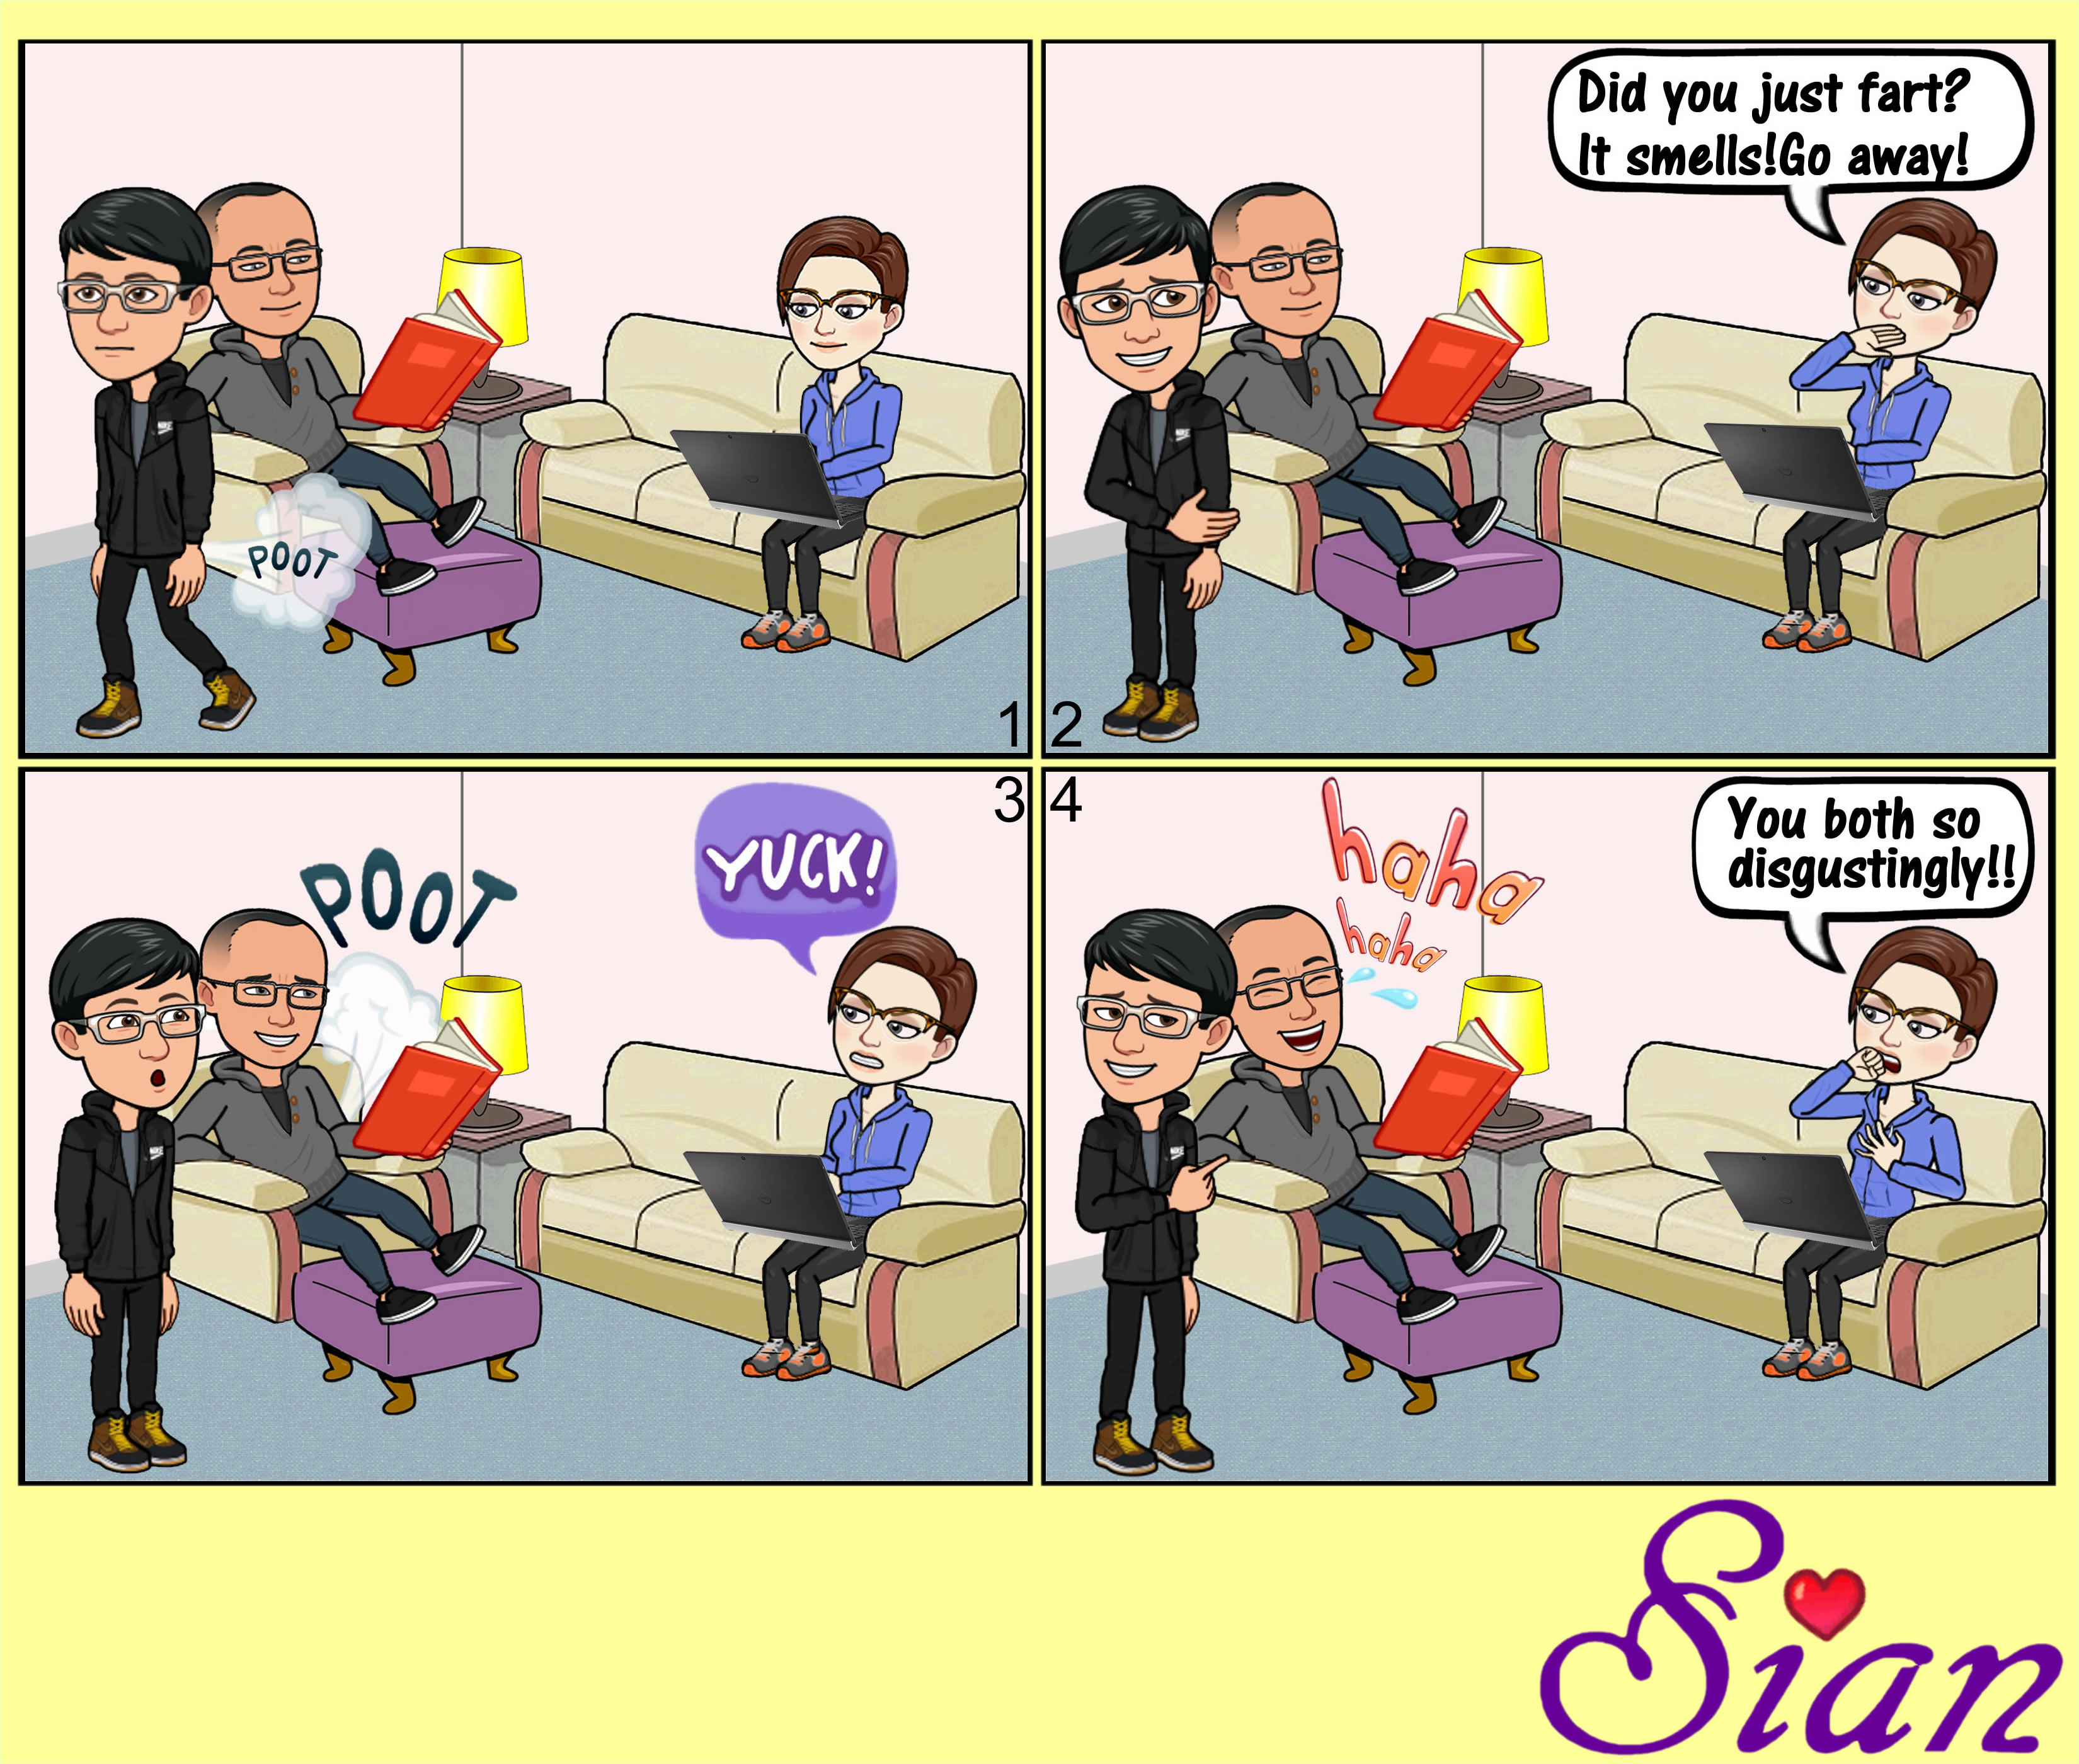 POOT
1
Did you just fart?
It smells!Go away!
2
POOT
YUCK!
3
haha
haha
You both so
disgustingly!!
4
Sian